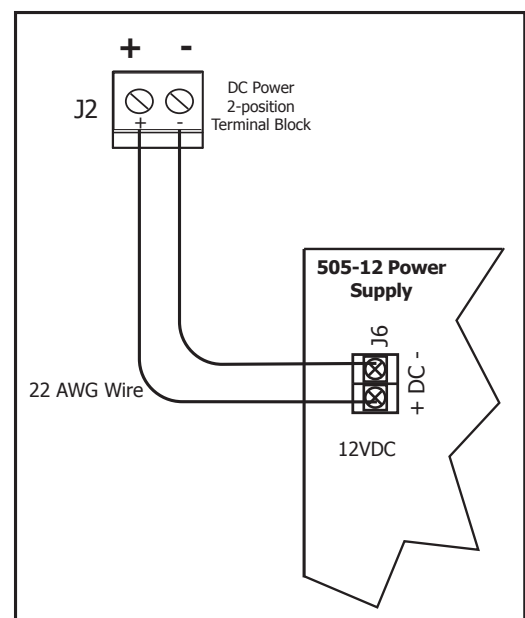 + -
J2
+ -
DC Power
2-position
Terminal Block
505-12 Power
Supply
J6
+ DC -
22 AWG Wire
12VDC